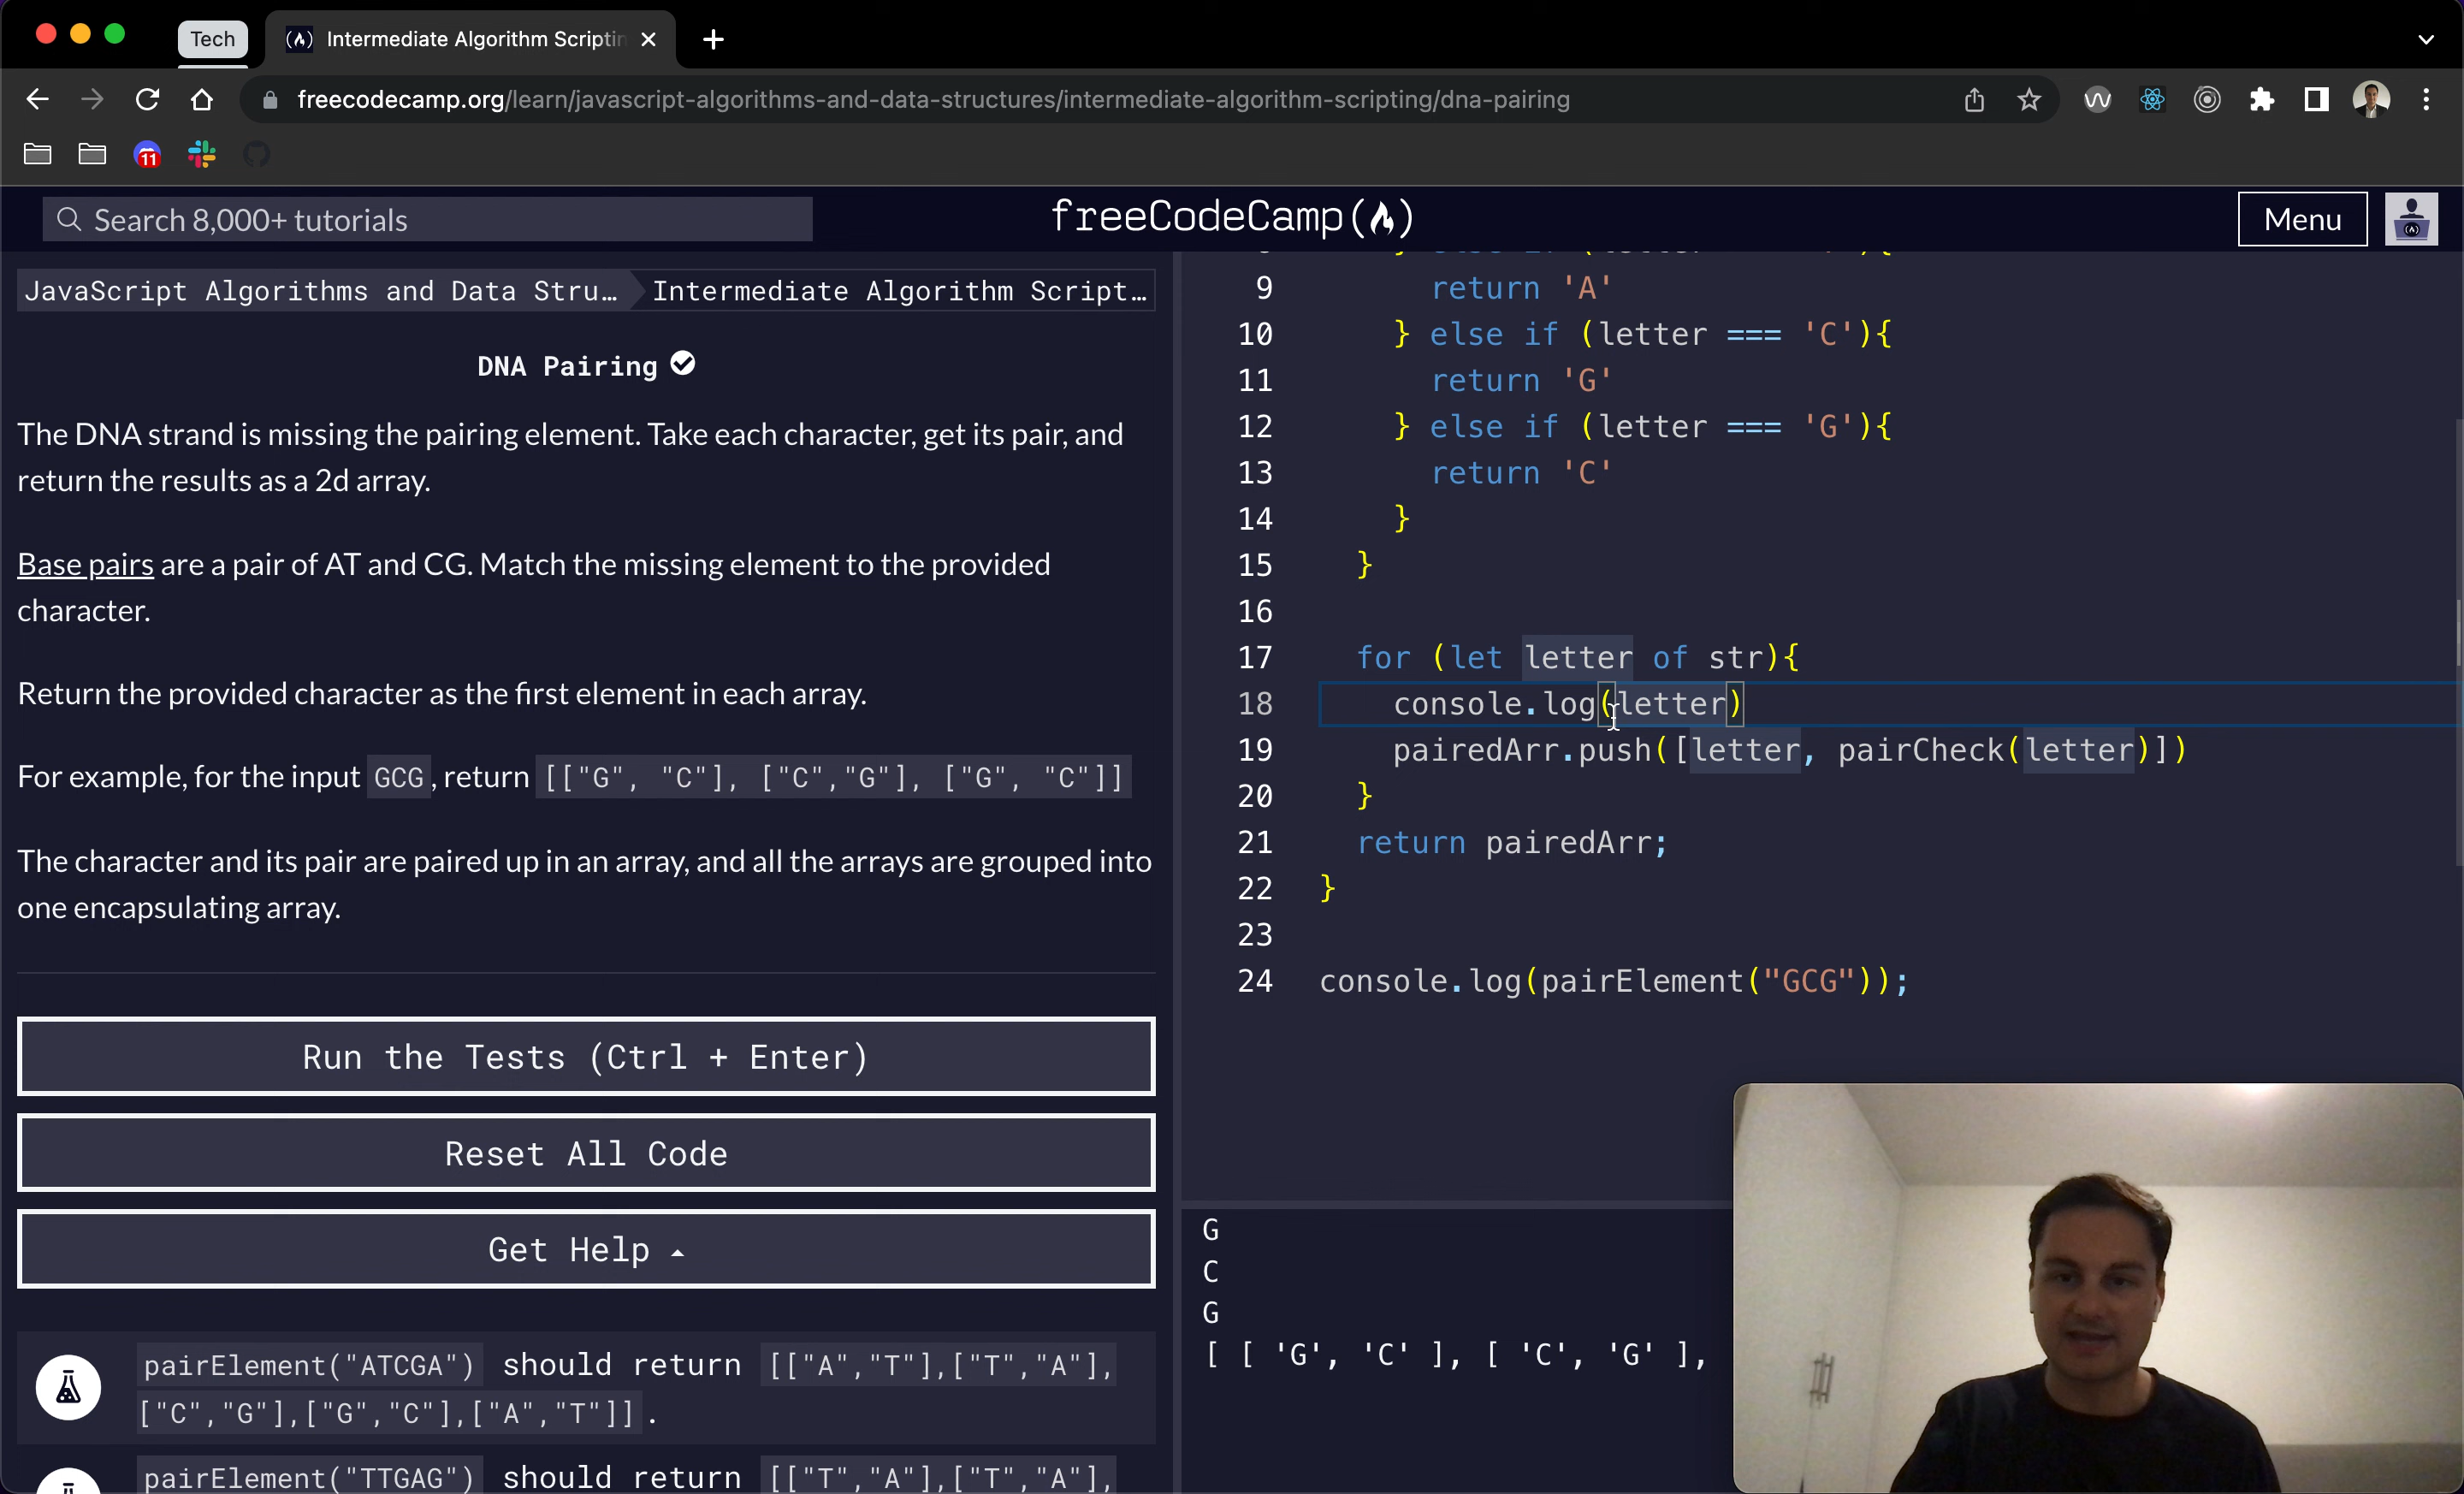 Tech
Intermediate Algorithm Scriptin
freecodecamp.org/learn/javascript-algorithms-and-data-structures/intermediate-algorithm-scripting/dna-pairing
11
Search 8,000+ tutorials
freeCodeCamp(🔥)
Menu
JavaScript Algorithms and Data Stru…
Intermediate Algorithm Script…
DNA Pairing
The DNA strand is missing the pairing element. Take each character, get its pair, and
return the results as a 2d array.
Base pairs are a pair of AT and CG. Match the missing element to the provided
character.
Return the provided character as the first element in each array.
For example, for the input GCG, return [["G", "C"], ["C","G"], ["G", "C"]]
The character and its pair are paired up in an array, and all the arrays are grouped into
one encapsulating array.
Run the Tests (Ctrl + Enter)
Reset All Code
Get Help
pairElement("ATCGA") should return [["A","T"],["T","A"],
["C","G"],["G","C"],["A","T"]].
pairElement("TTGAG") should return [["T","A"],["T","A"],
9 return 'A'
10 } else if (letter === 'C'){
11 return 'G'
12 } else if (letter === 'G'){
13 return 'C'
14 }
15 }
16
17 for (let letter of str){
18 console.log(letter)
19 pairedArr.push([letter, pairCheck(letter)])
20 }
21 return pairedArr;
22 }
23
24 console.log(pairElement("GCG"));
G
C
G
[ [ 'G', 'C' ], [ 'C', 'G' ],